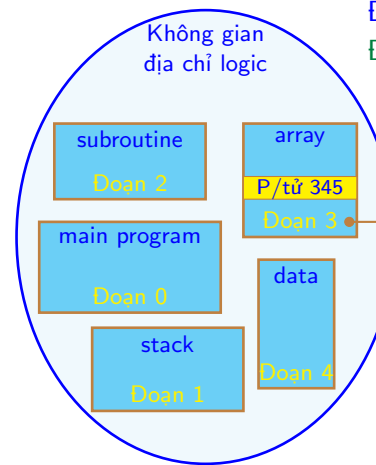 Không gian
địa chỉ logic
Đ
Đ
subroutine
Đoạn 2
array
P/tử 345
Đoạn 3
main program
Đoạn 0
data
Đoạn 4
stack
Đoạn 1